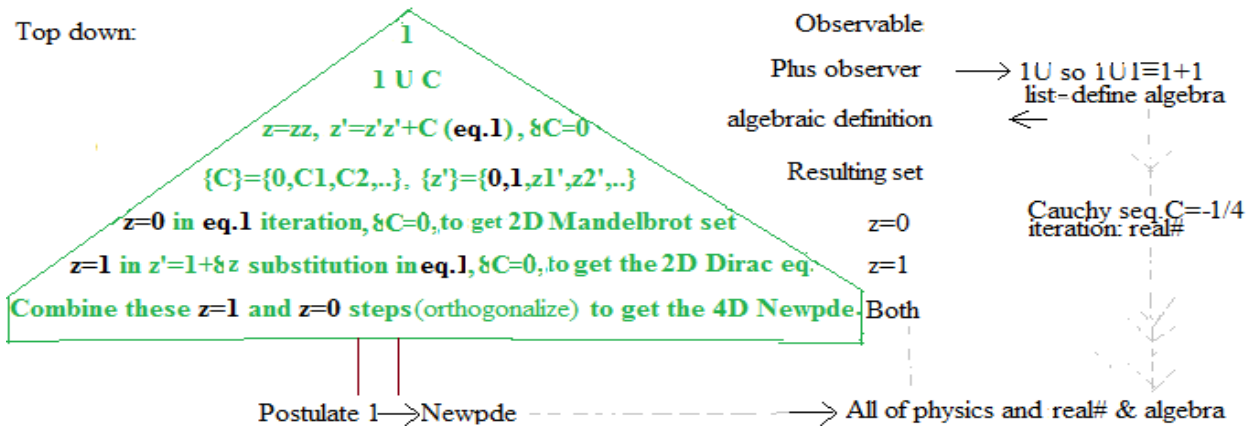 Top down:
1
Observable
1 U C
Plus observer
1U so 1U1≡1+1
list-define algebra
z=zz, z'=z'z'+C (eq.1), δC=0
algebraic definition
{C}={0,C1,C2,..}, {z'}={0,1,z1',z2',..}
Resulting set
z=0 in eq.1 iteration, δC=0, to get 2D Mandelbrot set
z=0
Cauchy seq.C=-1/4
iteration: real#
z=1 in z'=1+δz substitution in eq.1, δC=0, to get the 2D Dirac eq.
z=1
Combine these z=1 and z=0 steps (orthogonalize) to get the 4D Newpde.
Both
Postulate 1→Newpde
All of physics and real# & algebra